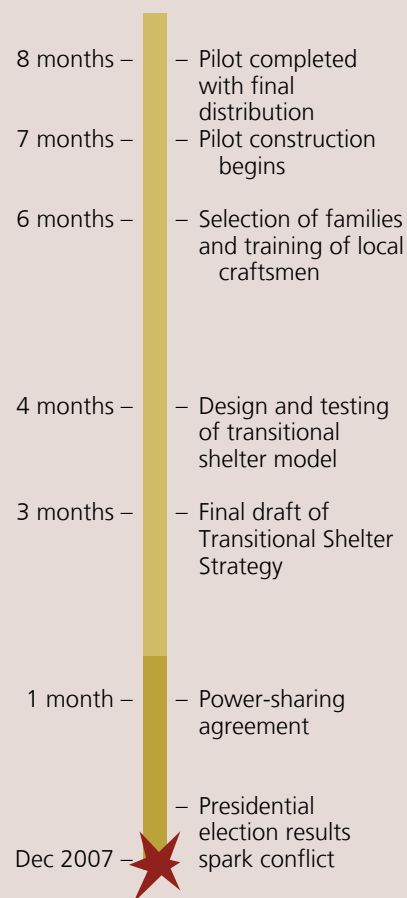 8 months –
– Pilot completed
with final
distribution
7 months –
– Pilot construction
begins
6 months –
– Selection of families
and training of local
craftsmen
4 months –
– Design and testing
of transitional
shelter model
3 months –
– Final draft of
Transitional Shelter
Strategy
1 month –
– Power-sharing
agreement
– Presidential
election results
spark conflict
Dec 2007 –